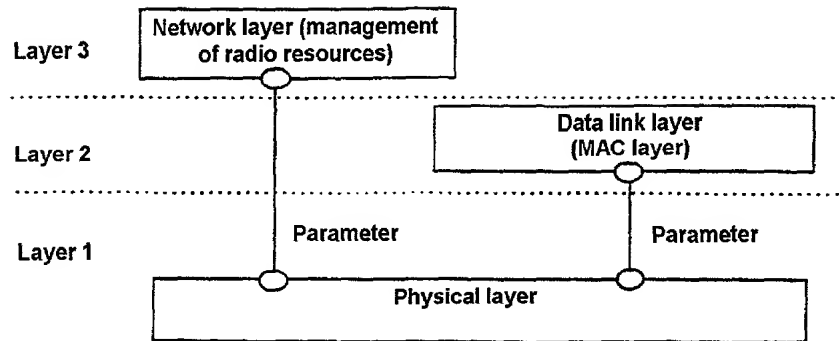 Layer 3
Network layer (management
of radio resources)
Layer 2
Data link layer
(MAC layer)
Layer 1
Parameter
Parameter
Physical layer